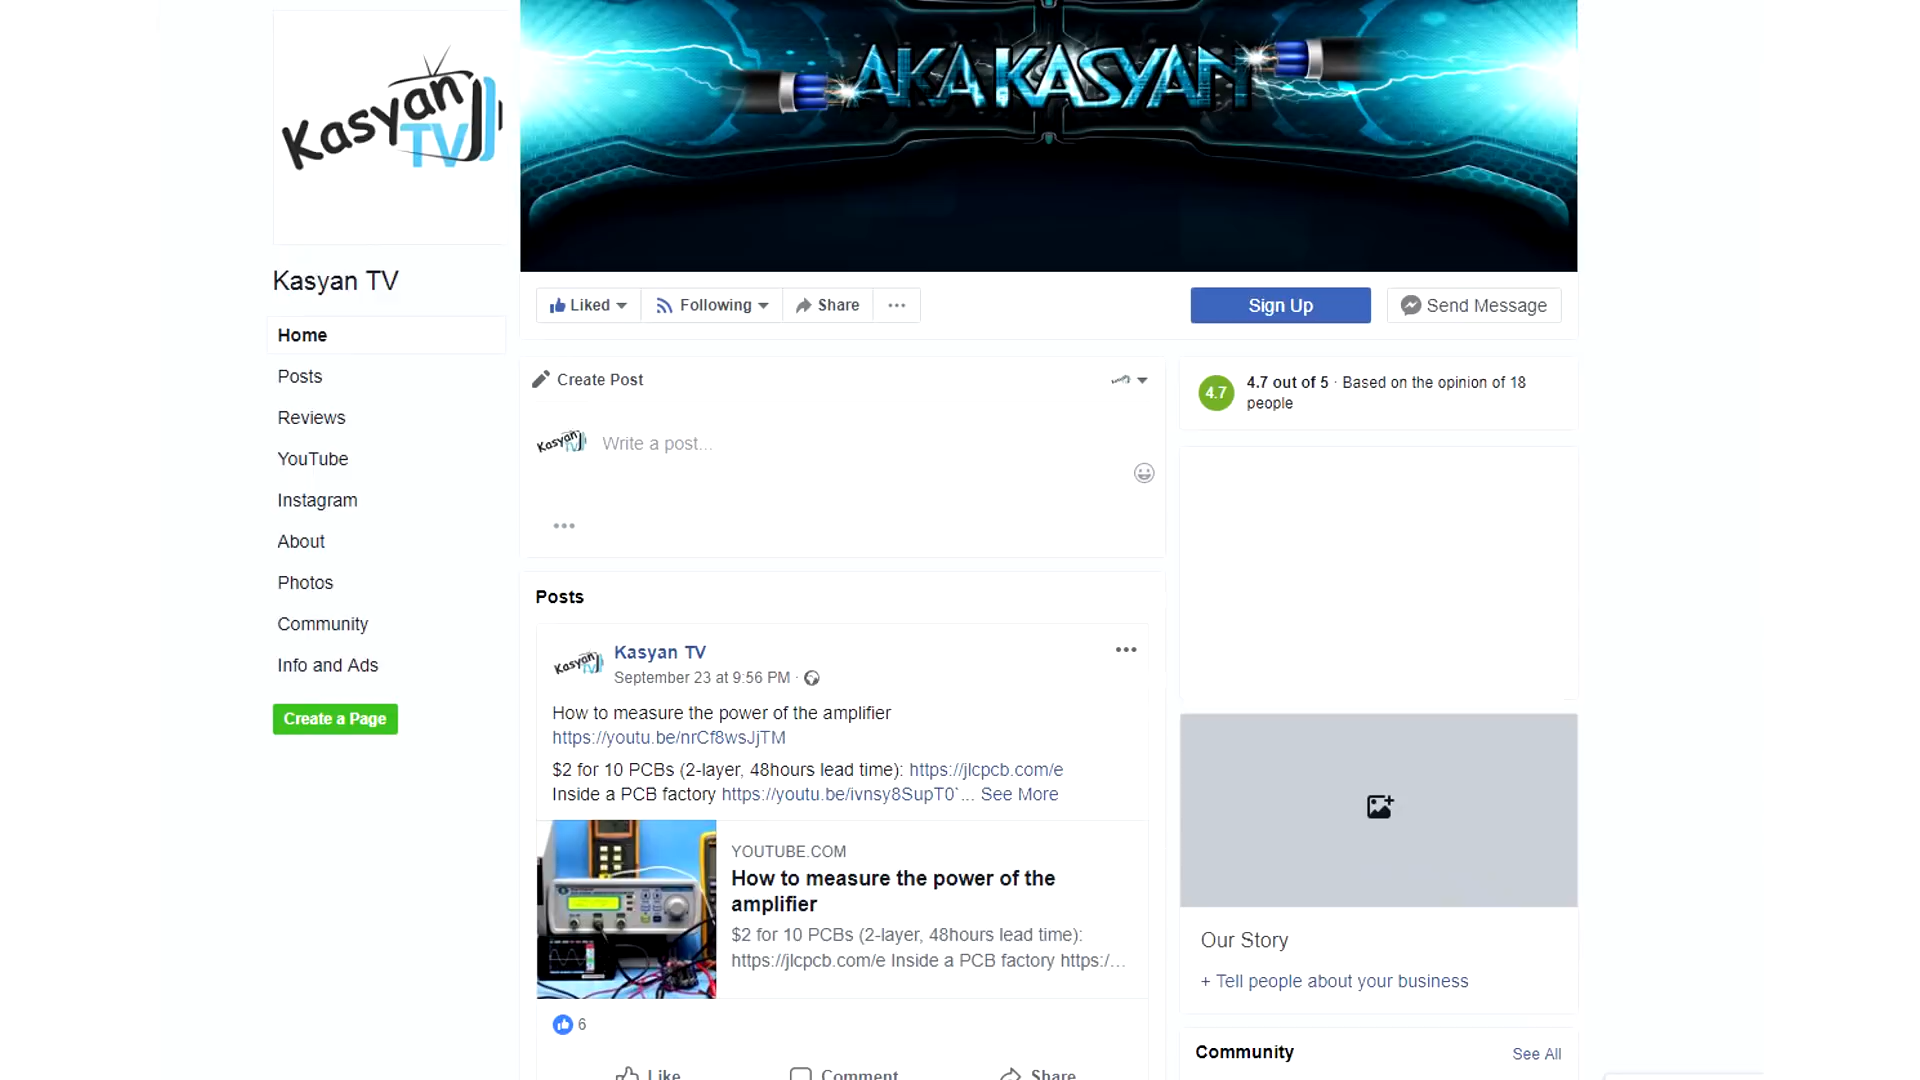 Kasyan
TV
AKA KASYAN
Kasyan TV
Home
Posts
Reviews
YouTube
Instagram
About
Photos
Community
Info and Ads
Create a Page
Liked
Following
Share
Sign Up
Send Message
Create Post
Kasyan
TV
Write a post...
Posts
Kasyan
TV
Kasyan TV
September 23 at 9:56 PM ·
How to measure the power of the amplifier
https://youtu.be/nrCf8wsJjTM
$2 for 10 PCBs (2-layer, 48hours lead time): https://jlcpcb.com/e
Inside a PCB factory https://youtu.be/ivnsy8SupT0`... See More
YOUTUBE.COM
How to measure the power of the
amplifier
$2 for 10 PCBs (2-layer, 48hours lead time):
https://jlcpcb.com/e Inside a PCB factory https:/...
6
Like
Comment
Share
4.7
4.7 out of 5 · Based on the opinion of 18
people
Our Story
+ Tell people about your business
Community
See All